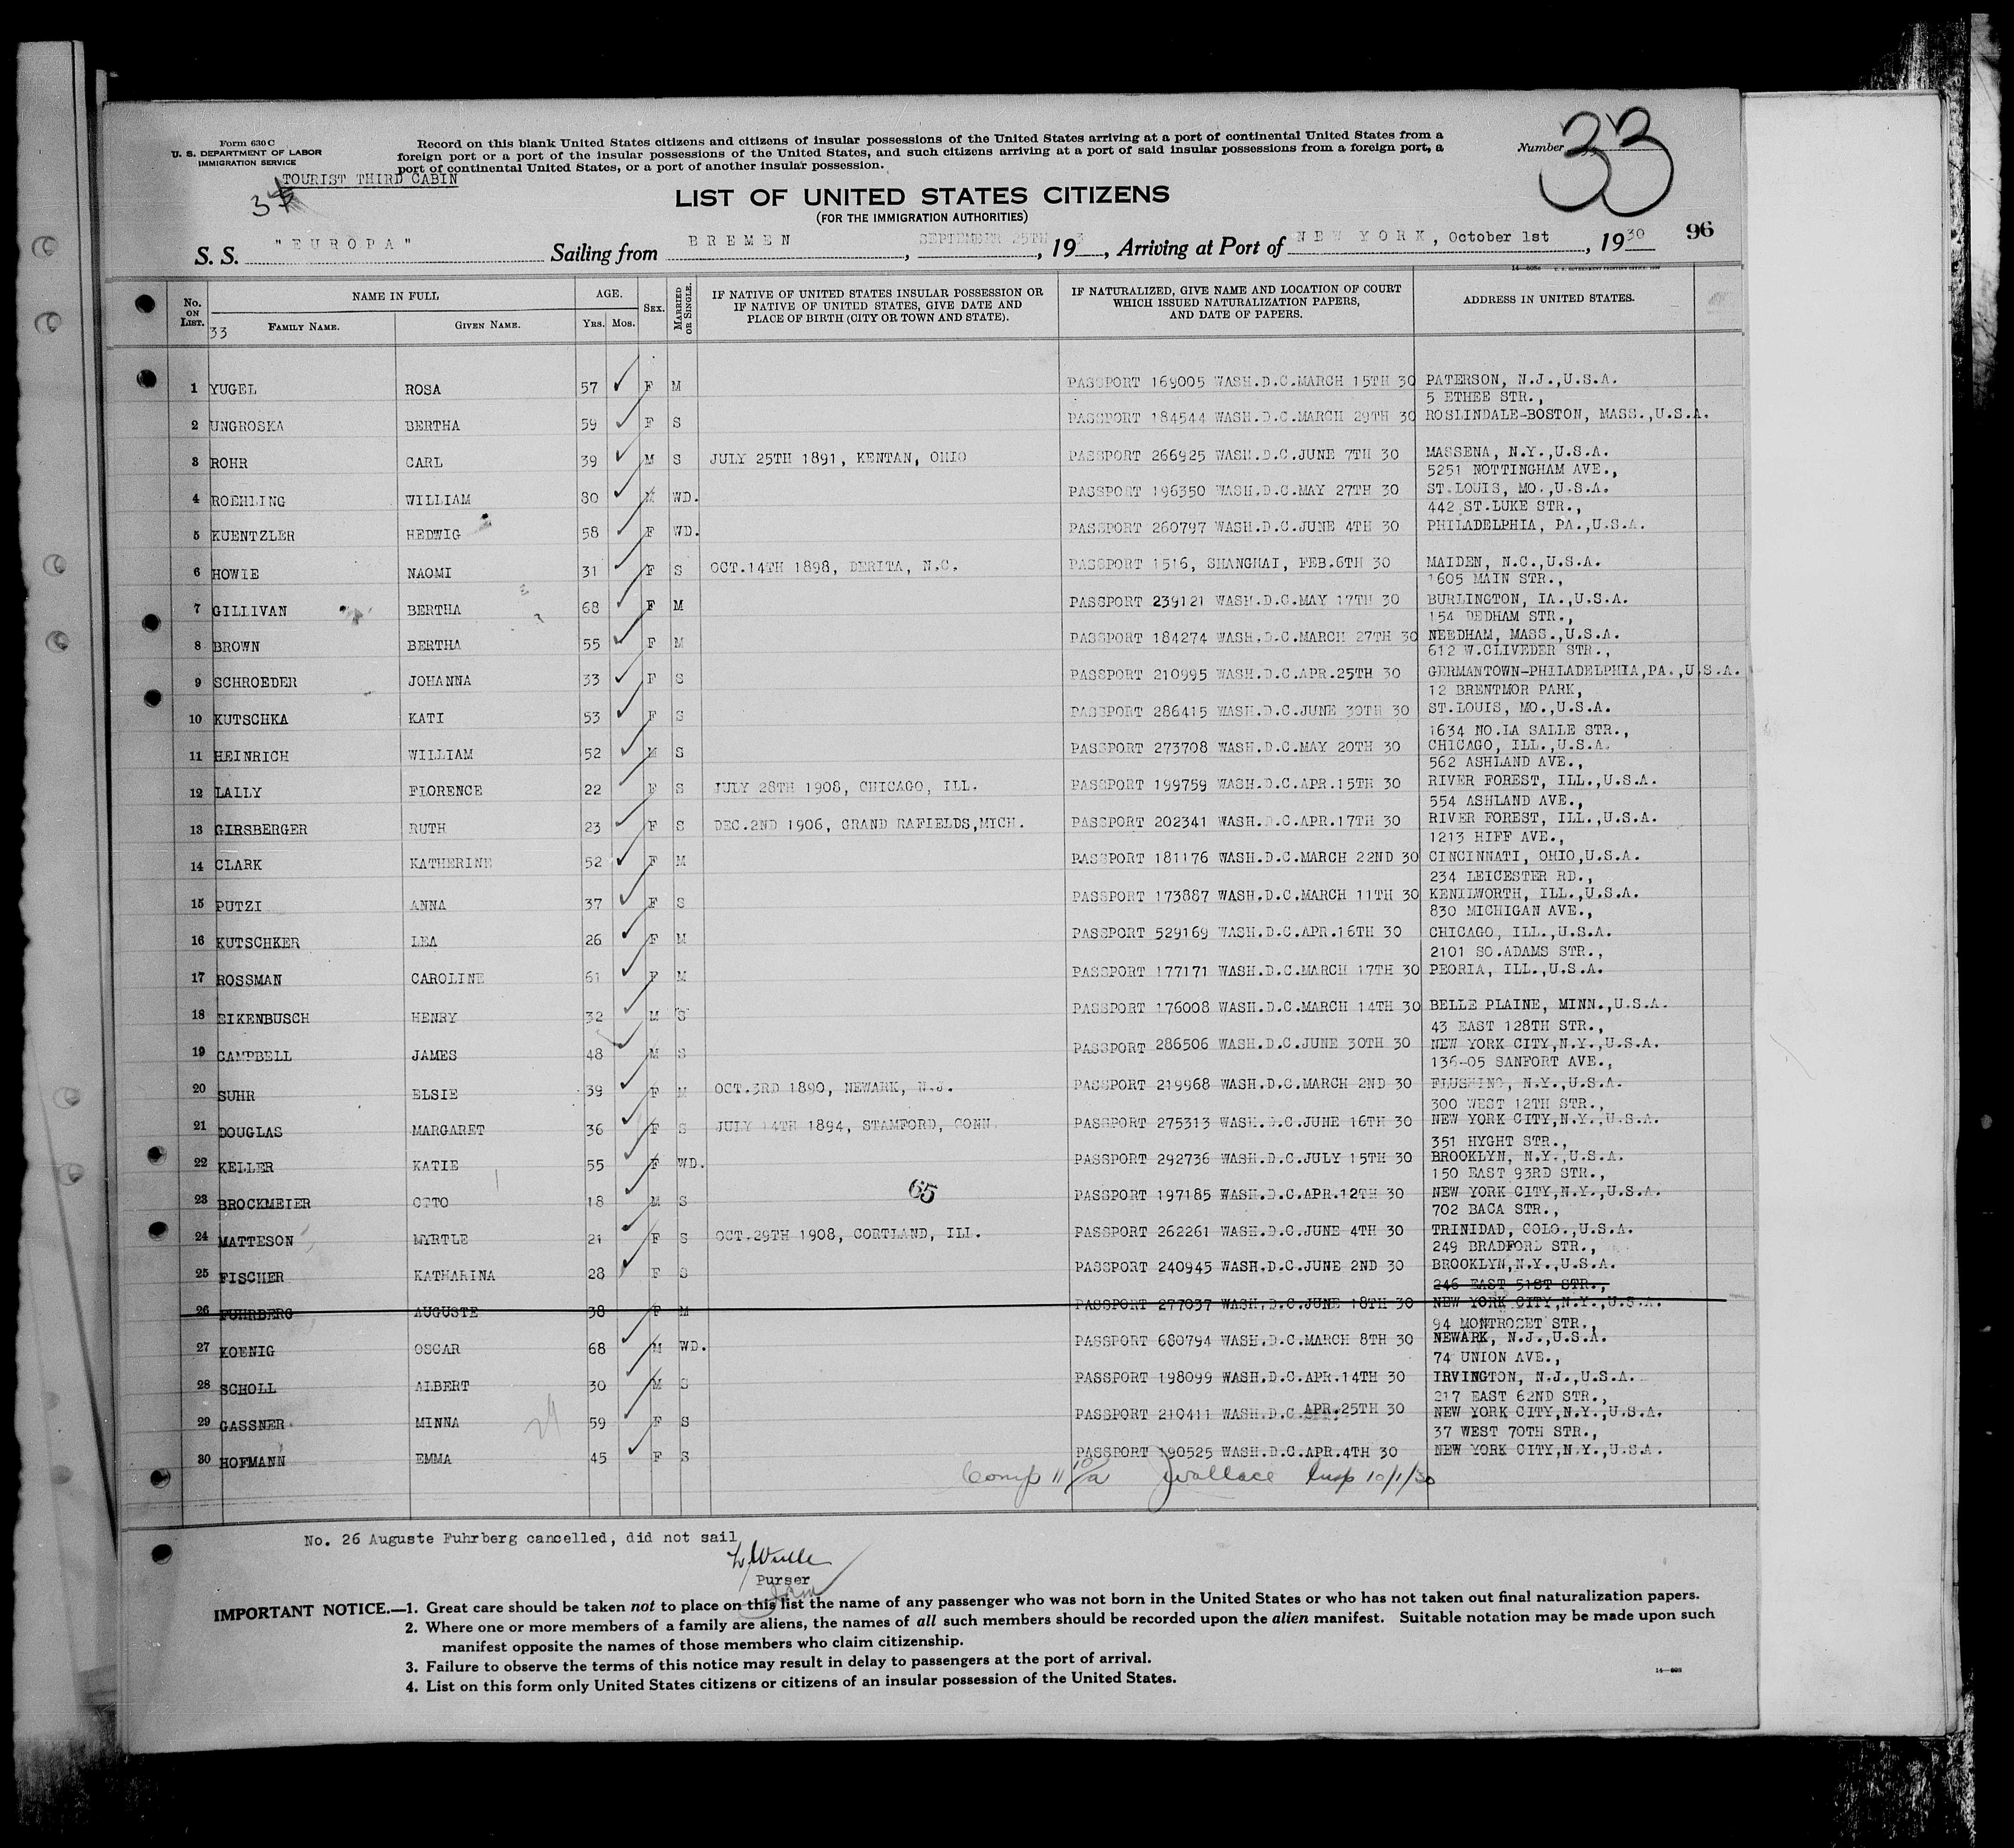 Form 630 C
U. S. DEPARTMENT OF LABOR
IMMIGRATION SERVICE
Record on this blank United States citizens and citizens of insular possessions of the United States arriving at a port of continental United States from a
foreign port or a port of the insular possessions of the United States, and such citizens arriving at a port of said insular possessions from a foreign port, a
port of continental United States, or a port of another insular possession.
Number 33
TOURIST THIRD CABIN
LIST OF UNITED STATES CITIZENS
(FOR THE IMMIGRATION AUTHORITIES)
96
S. S. "EUROPA" Sailing from BREMEN, SEPTEMBER 25TH, 193, Arriving at Port of NEW YORK, October 1st, 1930
No. ON LIST. NAME IN FULL AGE. SEX. MARRIED OR SINGLE. IF NATIVE OF UNITED STATES INSULAR POSSESSION OR IF NATIVE OF UNITED STATES, GIVE DATE AND PLACE OF BIRTH (CITY OR TOWN AND STATE). IF NATURALIZED, GIVE NAME AND LOCATION OF COURT WHICH ISSUED NATURALIZATION PAPERS, AND DATE OF PAPERS. ADDRESS IN UNITED STATES.
33 FAMILY NAME. GIVEN NAME. YRS. MOS.
1 YUGEL ROSA 57 F M PASSPORT 169005 WASH.D.C.MARCH 15TH 30 PATERSON, N.J.,U.S.A.
5 ETHEE STR.,
2 UNGROSKA BERTHA 59 F S PASSPORT 184544 WASH.D.C.MARCH 29TH 30 ROSLINDALE-BOSTON, MASS.,U.S.A.
3 ROHR CARL 39 M S JULY 25TH 1891, KENTAN, OHIO PASSPORT 266925 WASH.D.C.JUNE 7TH 30 MASSENA, N.Y.,U.S.A.
5251 NOTTINGHAM AVE.,
4 ROEHLING WILLIAM 80 M WD. PASSPORT 196350 WASH.D.C.MAY 27TH 30 ST.LOUIS, MO.,U.S.A.
442 ST.LUKE STR.,
5 KUENTZLER HEDWIG 58 F WD. PASSPORT 260797 WASH.D.C.JUNE 4TH 30 PHILADELPHIA, PA.,U.S.A.
6 HOWIE NAOMI 31 F S OCT.14TH 1898, DERITA, N.C. PASSPORT 1516, SHANGHAI, FEB.6TH 30 MAIDEN, N.C.,U.S.A.
1605 MAIN STR.,
7 GILLIVAN BERTHA 68 F M PASSPORT 239121 WASH.D.C.MAY 17TH 30 BURLINGTON, IA.,U.S.A.
154 DEDHAM STR.,
8 BROWN BERTHA 55 F M PASSPORT 184274 WASH.D.C.MARCH 27TH 30 NEEDHAM, MASS.,U.S.A.
612 W.CLIVEDER STR.,
9 SCHROEDER JOHANNA 33 F S PASSPORT 210995 WASH.D.C.APR.25TH 30 GERMANTOWN-PHILADELPHIA,PA.,U.S.A.
12 BRENTMOR PARK,
10 KUTSCHKA KATI 53 F S PASSPORT 286415 WASH.D.C.JUNE 30TH 30 ST.LOUIS, MO.,U.S.A.
1634 NO.LA SALLE STR.,
11 HEINRICH WILLIAM 52 M S PASSPORT 273708 WASH.D.C.MAY 20TH 30 CHICAGO, ILL.,U.S.A.
562 ASHLAND AVE.,
12 LALLY FLORENCE 22 F S JULY 28TH 1908, CHICAGO, ILL. PASSPORT 199759 WASH.D.C.APR.15TH 30 RIVER FOREST, ILL.,U.S.A.
554 ASHLAND AVE.,
13 GIRSBERGER RUTH 23 F S DEC.2ND 1906, GRAND RAFIELDS,MICH. PASSPORT 202341 WASH.D.C.APR.17TH 30 RIVER FOREST, ILL.,U.S.A.
1213 HIFF AVE.,
14 CLARK KATHERINE 52 F M PASSPORT 181176 WASH.D.C.MARCH 22ND 30 CINCINNATI, OHIO,U.S.A.
234 LEICESTER RD.,
15 PUTZI ANNA 37 F S PASSPORT 173887 WASH.D.C.MARCH 11TH 30 KENILWORTH, ILL.,U.S.A.
830 MICHIGAN AVE.,
16 KUTSCHKER LEA 26 F M PASSPORT 529169 WASH.D.C.APR.16TH 30 CHICAGO, ILL.,U.S.A.
2101 SO.ADAMS STR.,
17 ROSSMAN CAROLINE 61 F M PASSPORT 177171 WASH.D.C.MARCH 17TH 30 PEORIA, ILL.,U.S.A.
18 EIKENBUSCH HENRY 32 M S PASSPORT 176008 WASH.D.C.MARCH 14TH 30 BELLE PLAINE, MINN.,U.S.A.
43 EAST 128TH STR.,
19 CAMPBELL JAMES 48 M S PASSPORT 286506 WASH.D.C.JUNE 30TH 30 NEW YORK CITY,N.Y.,U.S.A.
136-05 SANFORT AVE.,
20 SUHR ELSIE 39 F M OCT.3RD 1890, NEWARK, N.J. PASSPORT 219968 WASH.D.C.MARCH 2ND 30 FLUSHING, N.Y.,U.S.A.
300 WEST 12TH STR.,
21 DOUGLAS MARGARET 36 F S JULY 14TH 1894, STAMFORD, CONN. PASSPORT 275313 WASH.D.C.JUNE 16TH 30 NEW YORK CITY,N.Y.,U.S.A.
351 HYGHT STR.,
22 KELLER KATIE 55 F WD. PASSPORT 292736 WASH.D.C.JULY 15TH 30 BROOKLYN, N.Y.,U.S.A.
150 EAST 93RD STR.,
23 BROCKMEIER OTTO 18 M S 65 PASSPORT 197185 WASH.D.C.APR.12TH 30 NEW YORK CITY,N.Y.,U.S.A.
702 BACA STR.,
24 MATTESON MYRTLE 21 F S OCT.29TH 1908, CORTLAND, ILL. PASSPORT 262261 WASH.D.C.JUNE 4TH 30 TRINIDAD, COLO.,U.S.A.
249 BRADFORD STR.,
25 FISCHER KATHARINA 28 F S PASSPORT 240945 WASH.D.C.JUNE 2ND 30 BROOKLYN,N.Y.,U.S.A.
246 EAST 51ST STR.,
26 FUHRBERG AUGUSTE 38 F M PASSPORT 277037 WASH.D.C.JUNE 18TH 30 NEW YORK CITY,N.Y.,U.S.A.
94 MONTROSET STR.,
27 KOENIG OSCAR 68 M WD. PASSPORT 680794 WASH.D.C.MARCH 8TH 30 NEWARK, N.J.,U.S.A.
74 UNION AVE.,
28 SCHOLL ALBERT 30 M S PASSPORT 198099 WASH.D.C.APR.14TH 30 IRVINGTON, N.J.,U.S.A.
217 EAST 62ND STR.,
29 GASSNER MINNA 59 F S PASSPORT 210411 WASH.D.C.APR.25TH 30 NEW YORK CITY,N.Y.,U.S.A.
37 WEST 70TH STR.,
30 HOFMANN EMMA 45 F S PASSPORT 190525 WASH.D.C.APR.4TH 30 NEW YORK CITY,N.Y.,U.S.A.
Comp 11 10/a JWallace Insp 10/1/30
No. 26 Auguste Fuhrberg cancelled, did not sail
Purser
IMPORTANT NOTICE.—1. Great care should be taken not to place on this list the name of any passenger who was not born in the United States or who has not taken out final naturalization papers.
2. Where one or more members of a family are aliens, the names of all such members should be recorded upon the alien manifest. Suitable notation may be made upon such
manifest opposite the names of those members who claim citizenship.
3. Failure to observe the terms of this notice may result in delay to passengers at the port of arrival.
4. List on this form only United States citizens or citizens of an insular possession of the United States.